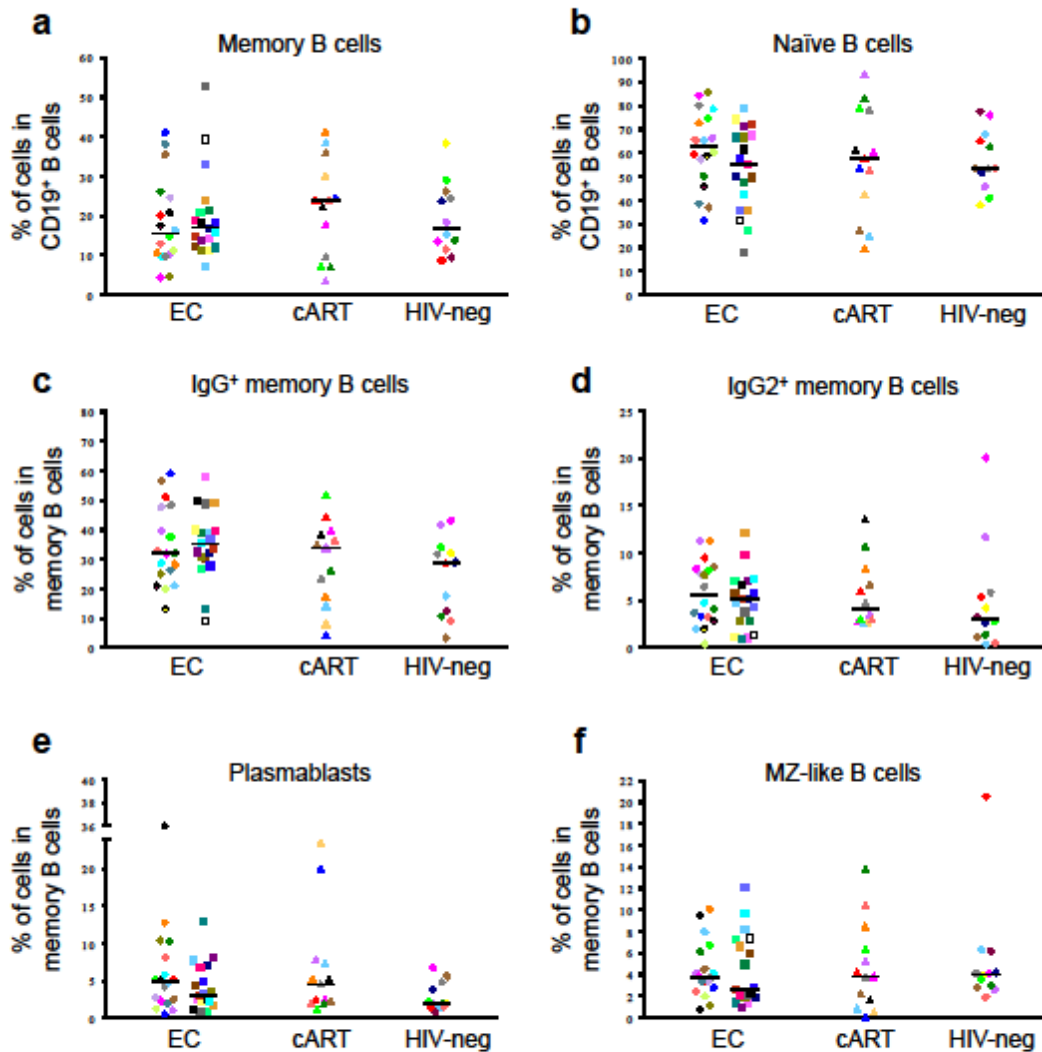 a
Memory B cells
% of cells in
CD19⁺ B cells
60
50
40
30
20
10
0
EC cART HIV-neg
b
Naïve B cells
% of cells in
CD19⁺ B cells
100
90
80
70
60
50
40
30
20
10
0
EC cART HIV-neg
c
IgG⁺ memory B cells
% of cells in
memory B cells
80
70
60
50
40
30
20
10
0
EC cART HIV-neg
d
IgG2⁺ memory B cells
% of cells in
memory B cells
25
20
15
10
5
0
EC cART HIV-neg
e
Plasmablasts
% of cells in
memory B cells
40
38
36
20
15
10
5
0
EC cART HIV-neg
f
MZ-like B cells
% of cells in
memory B cells
22
20
18
16
14
12
10
8
6
4
2
0
EC cART HIV-neg